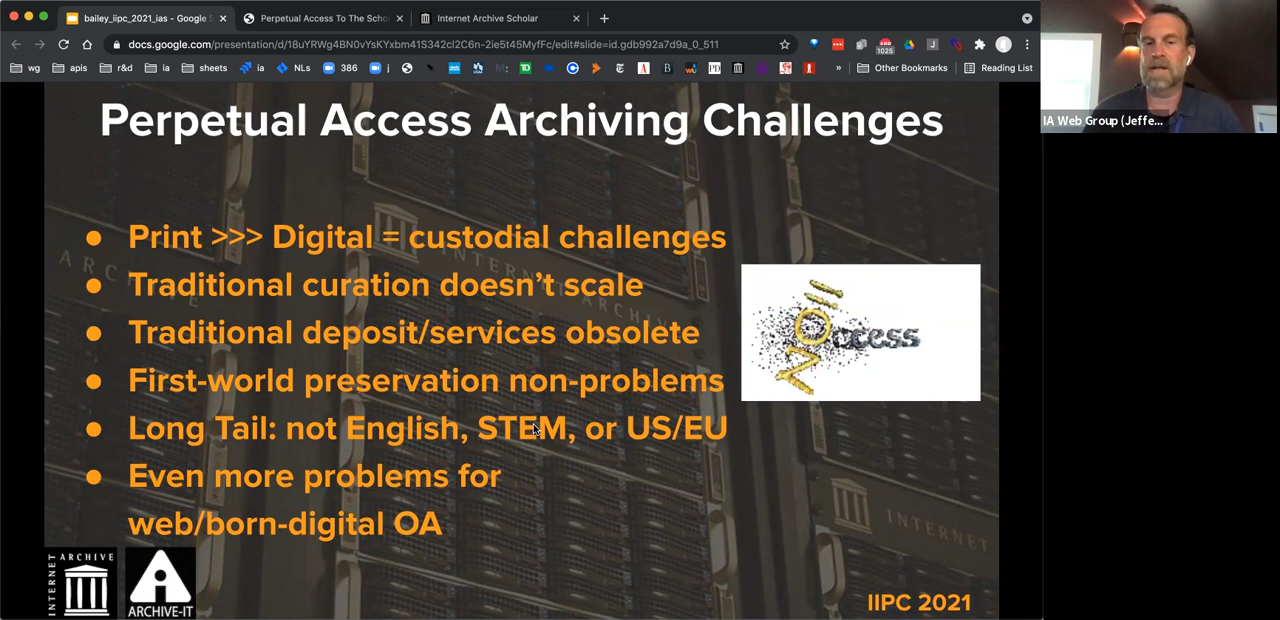 bailey_iipc_2021_ias - Google S
Perpetual Access To The Schol
Internet Archive Scholar
docs.google.com/presentation/d/18uYRWg4BN0vYsKYxbm41S342cI2C6n-2ie5t45MyfFc/edit#slide=id.gdb992a7d9a_0_511
1025
wg
apis
r&d
ia
sheets
ia
NLs
386
j
Other Bookmarks
Reading List
IA Web Group (Jeffe...
Perpetual Access Archiving Challenges
● Print >>> Digital = custodial challenges
● Traditional curation doesn't scale
● Traditional deposit/services obsolete
● First-world preservation non-problems
● Long Tail: not English, STEM, or US/EU
● Even more problems for
web/born-digital OA
ccess
INTERNET ARCHIVE
ARCHIVE-IT
INTERNET
IIPC 2021